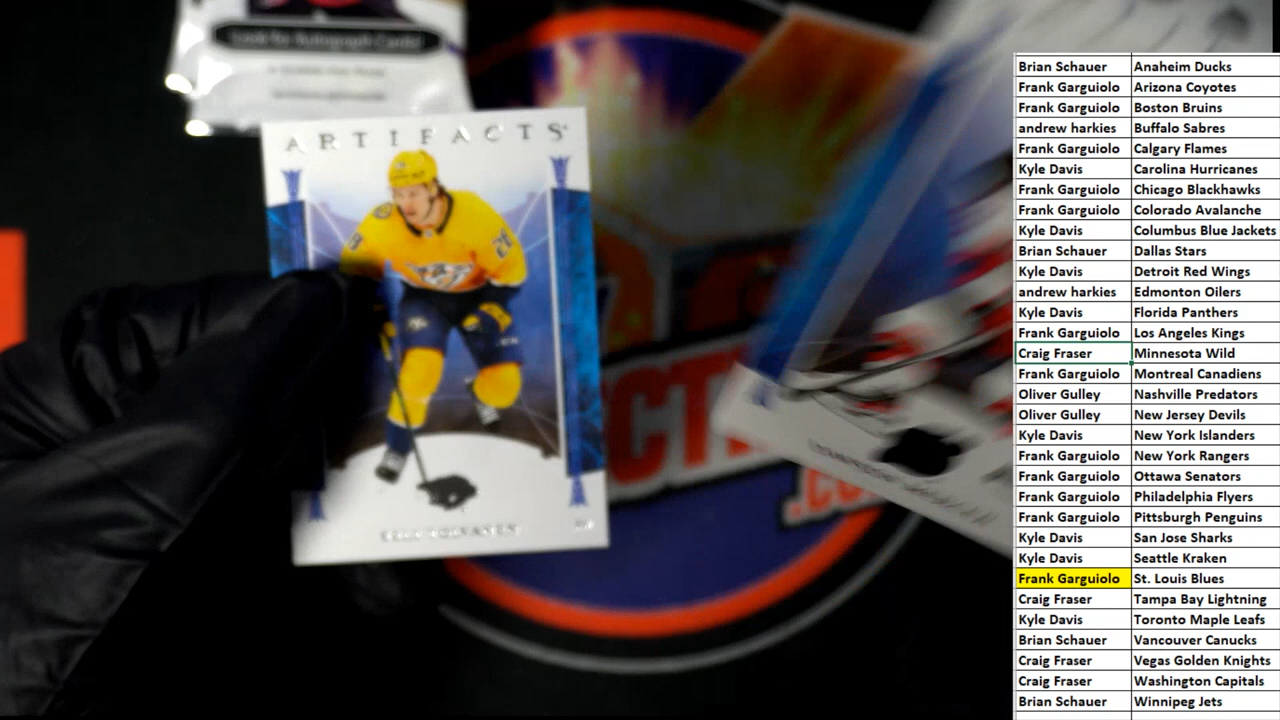 Look for Autograph Cards!
ARTIFACTS
28
.co
Brian Schauer Anaheim Ducks
Frank Garguiolo Arizona Coyotes
Frank Garguiolo Boston Bruins
andrew harkies Buffalo Sabres
Frank Garguiolo Calgary Flames
Kyle Davis Carolina Hurricanes
Frank Garguiolo Chicago Blackhawks
Frank Garguiolo Colorado Avalanche
Kyle Davis Columbus Blue Jackets
Brian Schauer Dallas Stars
Kyle Davis Detroit Red Wings
andrew harkies Edmonton Oilers
Kyle Davis Florida Panthers
Frank Garguiolo Los Angeles Kings
Craig Fraser Minnesota Wild
Frank Garguiolo Montreal Canadiens
Oliver Gulley Nashville Predators
Oliver Gulley New Jersey Devils
Kyle Davis New York Islanders
Frank Garguiolo New York Rangers
Frank Garguiolo Ottawa Senators
Frank Garguiolo Philadelphia Flyers
Frank Garguiolo Pittsburgh Penguins
Kyle Davis San Jose Sharks
Kyle Davis Seattle Kraken
Frank Garguiolo St. Louis Blues
Craig Fraser Tampa Bay Lightning
Kyle Davis Toronto Maple Leafs
Brian Schauer Vancouver Canucks
Craig Fraser Vegas Golden Knights
Craig Fraser Washington Capitals
Brian Schauer Winnipeg Jets